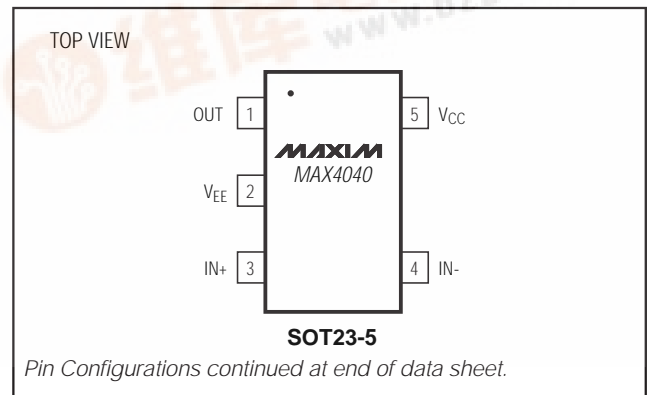 TOP VIEW
OUT 1
5 VCC
MAXIM
MAX4040
VEE 2
IN+ 3
4 IN-
SOT23-5
Pin Configurations continued at end of data sheet.